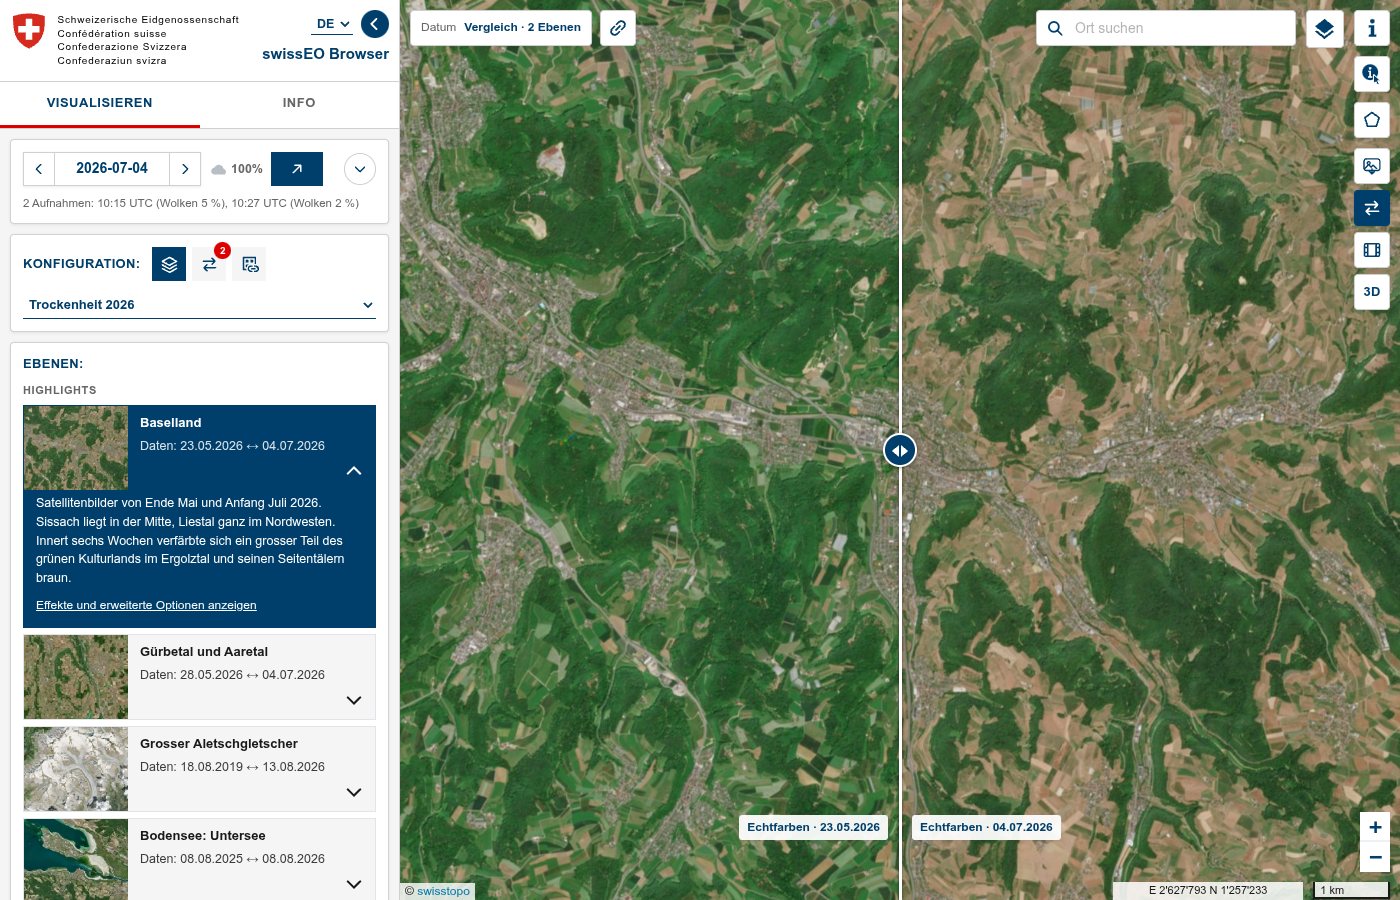 Schweizerische Eidgenossenschaft
Confédération suisse
Confederazione Svizzera
Confederaziun svizra
DE
swissEO Browser
VISUALISIEREN
INFO
2026-07-04
100%
2 Aufnahmen: 10:15 UTC (Wolken 5 %), 10:27 UTC (Wolken 2 %)
KONFIGURATION:
2
Trockenheit 2026
EBENEN:
HIGHLIGHTS
Baselland
Daten: 23.05.2026 ↔ 04.07.2026
Satellitenbilder von Ende Mai und Anfang Juli 2026.
Sissach liegt in der Mitte, Liestal ganz im Nordwesten.
Innert sechs Wochen verfärbte sich ein grosser Teil des
grünen Kulturlands im Ergolztal und seinen Seitentälern
braun.
Effekte und erweiterte Optionen anzeigen
Gürbetal und Aaretal
Daten: 28.05.2026 ↔ 04.07.2026
Grosser Aletschgletscher
Daten: 18.08.2019 ↔ 13.08.2026
Bodensee: Untersee
Daten: 08.08.2025 ↔ 08.08.2026
Datum Vergleich · 2 Ebenen
Ort suchen
3D
Echtfarben · 23.05.2026
Echtfarben · 04.07.2026
© swisstopo
E 2'627'793 N 1'257'233
1 km